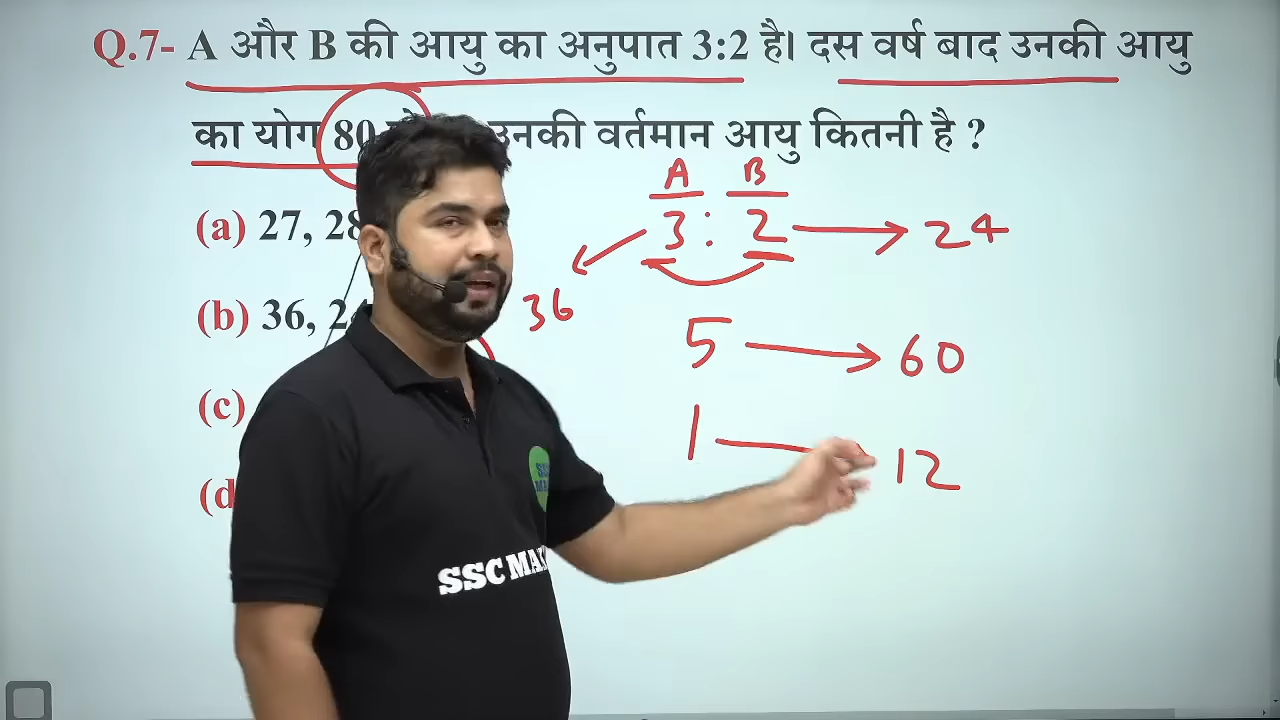 Q.7- A और B की आयु का अनुपात 3:2 है। दस वर्ष बाद उनकी आयु
का योग 80 उनकी वर्तमान आयु कितनी है ?
A B
(a) 27, 28
3 : 2 24
(b) 36, 24
36
5 60
(c)
1 12
(d)
SSC MAK